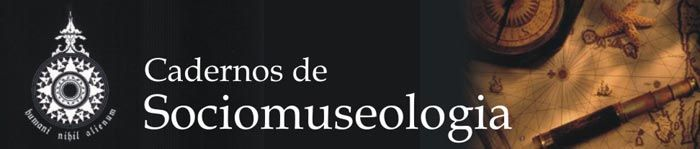 humani nihil alienum
Cadernos de
Sociomuseologia